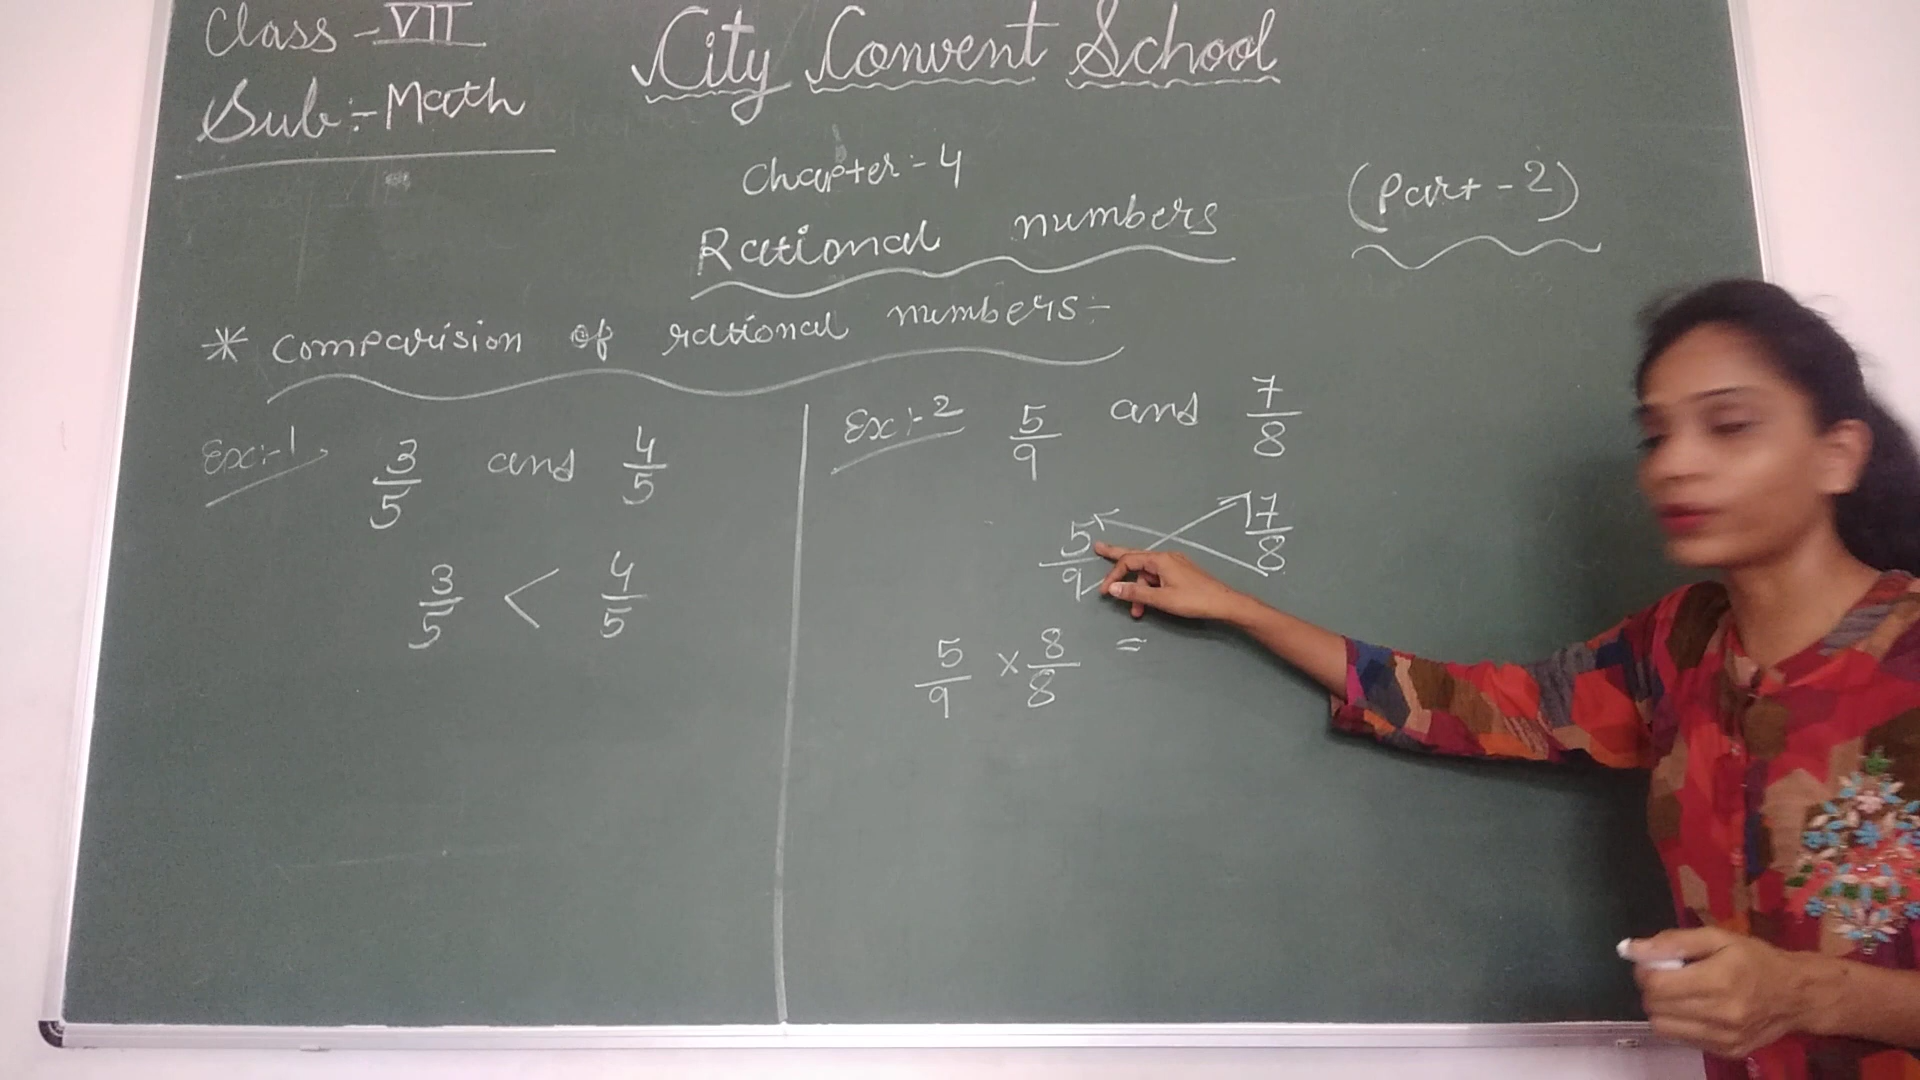 Class - VII
Sub :- Math
City Convent School
Chapter :- 4
(Part - 2)
Rational numbers
* Comparision of rational numbers :-
Ex :- 1 3/5 and 4/5
3/5 < 4/5
Ex :- 2 5/9 and 7/8
5/9 7/8
5/9 × 8/8 =